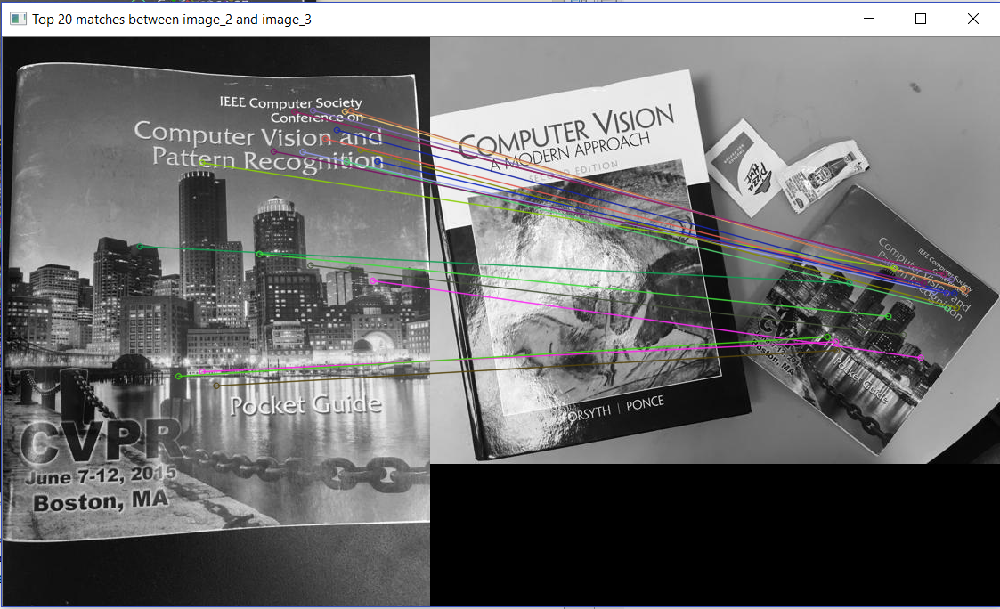 Top 20 matches between image_2 and image_3
IEEE Computer Society
Conference on
Computer Vision and
Pattern Recognition
Pocket Guide
CVPR
June 7-12, 2015
Boston, MA
COMPUTER VISION
A MODERN APPROACH
SECOND EDITION
FORSYTH | PONCE
Pizza
Hut
IEEE Computer Society
Conference on
Computer Vision and
Pattern Recognition
Pocket Guide
CVPR
Boston, MA